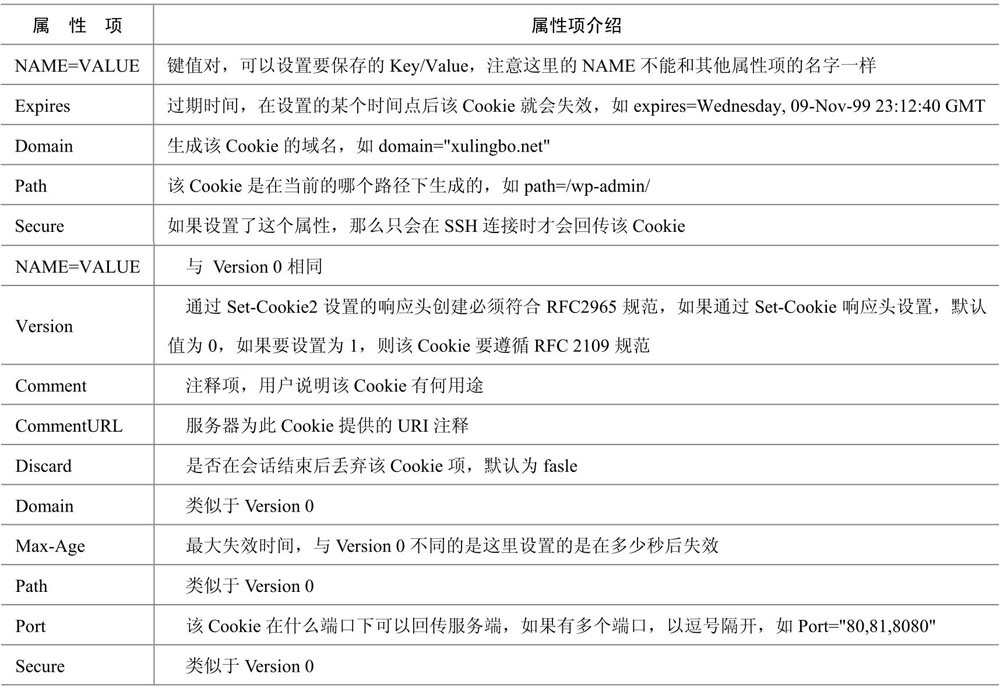 属 性 项 属性项介绍
NAME=VALUE 键值对，可以设置要保存的 Key/Value，注意这里的 NAME 不能和其他属性项的名字一样
Expires 过期时间，在设置的某个时间点后该 Cookie 就会失效，如 expires=Wednesday, 09-Nov-99 23:12:40 GMT
Domain 生成该 Cookie 的域名，如 domain="xulingbo.net"
Path 该 Cookie 是在当前的哪个路径下生成的，如 path=/wp-admin/
Secure 如果设置了这个属性，那么只会在 SSH 连接时才会回传该 Cookie
NAME=VALUE 与 Version 0 相同
Version 通过 Set-Cookie2 设置的响应头创建必须符合 RFC2965 规范，如果通过 Set-Cookie 响应头设置，默认
值为 0，如果要设置为 1，则该 Cookie 要遵循 RFC 2109 规范
Comment 注释项，用户说明该 Cookie 有何用途
CommentURL 服务器为此 Cookie 提供的 URI 注释
Discard 是否在会话结束后丢弃该 Cookie 项，默认为 fasle
Domain 类似于 Version 0
Max-Age 最大失效时间，与 Version 0 不同的是这里设置的是在多少秒后失效
Path 类似于 Version 0
Port 该 Cookie 在什么端口下可以回传服务端，如果有多个端口，以逗号隔开，如 Port="80,81,8080"
Secure 类似于 Version 0